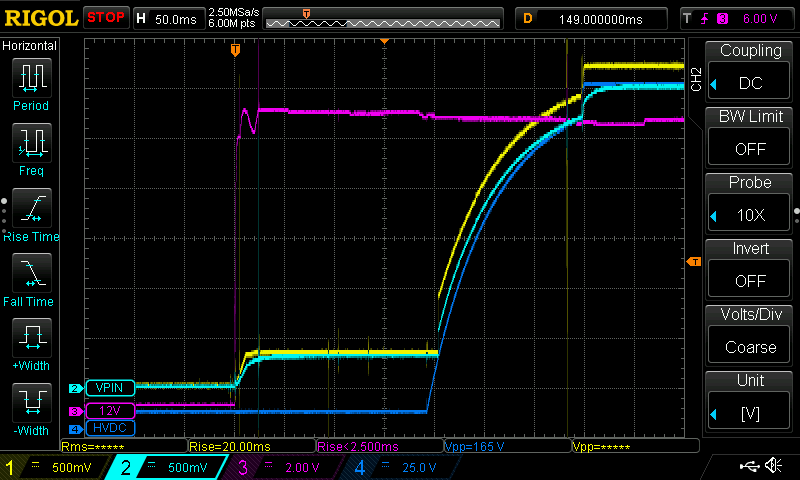 RIGOL STOP H 50.0ms 2.50MSa/s 6.00M pts D 149.000000ms T 3 6.00 V
T
Horizontal
Period
Freq
Rise Time
Fall Time
+Width
-Width
T
T
2 VPIN
3 12V
4 HVDC
CH2
Coupling
DC
BW Limit
OFF
Probe
10X
Invert
OFF
Volts/Div
Coarse
Unit
[V]
Rms=***** Rise=20.00ms Rise<2.500ms Vpp=165 V Vpp=*****
1 500mV 2 500mV 3 2.00 V 4 25.0 V